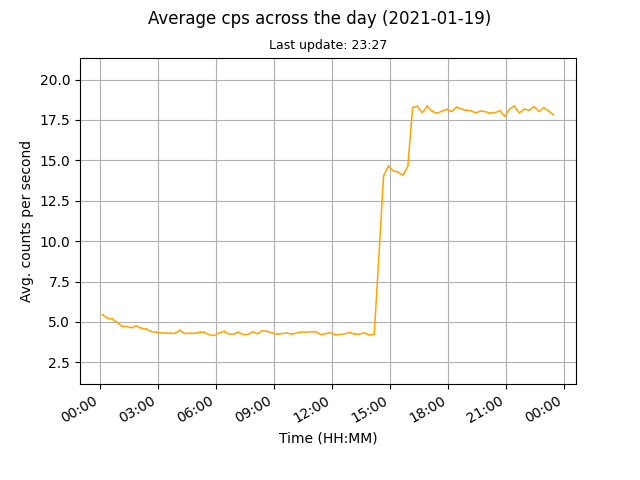 Average cps across the day (2021-01-19)
Last update: 23:27
Avg. counts per second
20.0
17.5
15.0
12.5
10.0
7.5
5.0
2.5
00:00 03:00 06:00 09:00 12:00 15:00 18:00 21:00 00:00
Time (HH:MM)